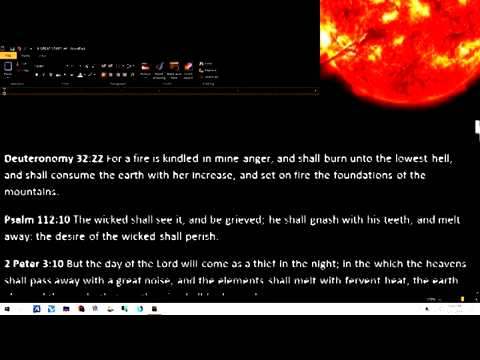 Deuteronomy 32:22 For a fire is kindled in mine anger, and shall burn unto the lowest hell,
and shall consume the earth with her increase, and set on fire the foundations of the
mountains.
Psalm 112:10 The wicked shall see it, and be grieved; he shall gnash with his teeth, and melt
away: the desire of the wicked shall perish.
2 Peter 3:10 But the day of the Lord will come as a thief in the night; in the which the heavens
shall pass away with a great noise, and the elements shall melt with fervent heat, the earth